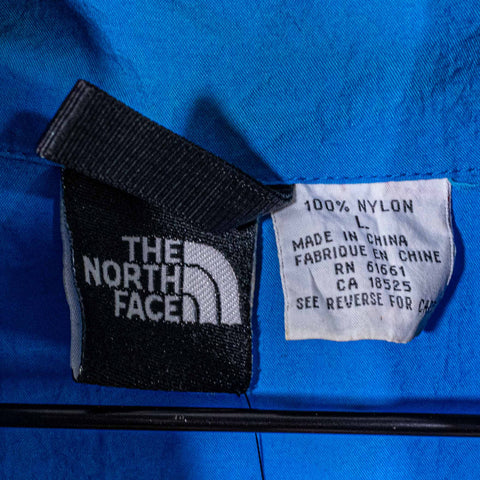 THE
NORTH
FACE
100% NYLON
L.
MADE IN CHINA
FABRIQUE EN CHINE
RN 61661
CA 18525
SEE REVERSE FOR